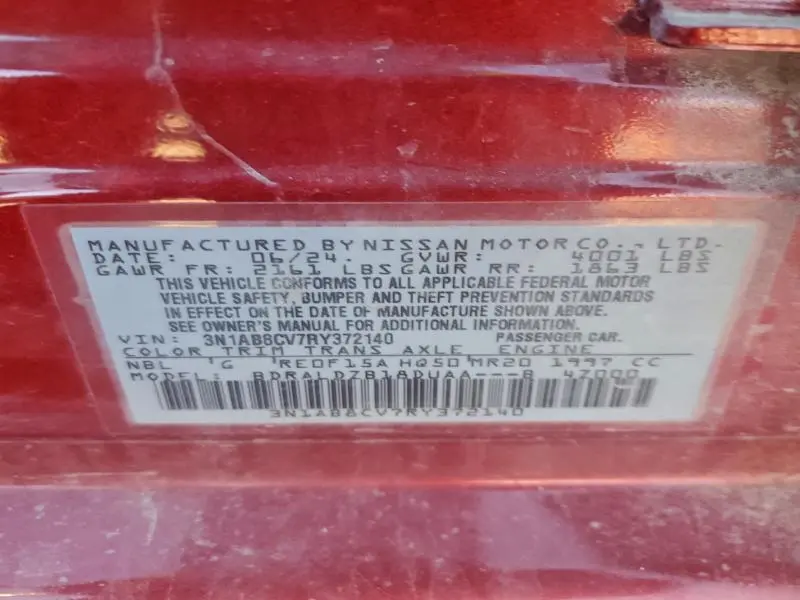 MANUFACTURED BY NISSAN MOTOR CO., LTD.
DATE: 06/24. GVWR: 4001 LBS
GAWR FR: 2161 LBS GAWR RR: 1863 LBS
THIS VEHICLE CONFORMS TO ALL APPLICABLE FEDERAL MOTOR
VEHICLE SAFETY, BUMPER AND THEFT PREVENTION STANDARDS
IN EFFECT ON THE DATE OF MANUFACTURE SHOWN ABOVE.
SEE OWNER'S MANUAL FOR ADDITIONAL INFORMATION.
VIN: 3N1AB8CV7RY372140 PASSENGER CAR.
COLOR TRIM TRANS AXLE ENGINE
NBL G RE0F15A HQ50 MR20 1997 CC
MODEL: BDRALDZB18DUAA---B 47000
3N1AB8CV7RY372140